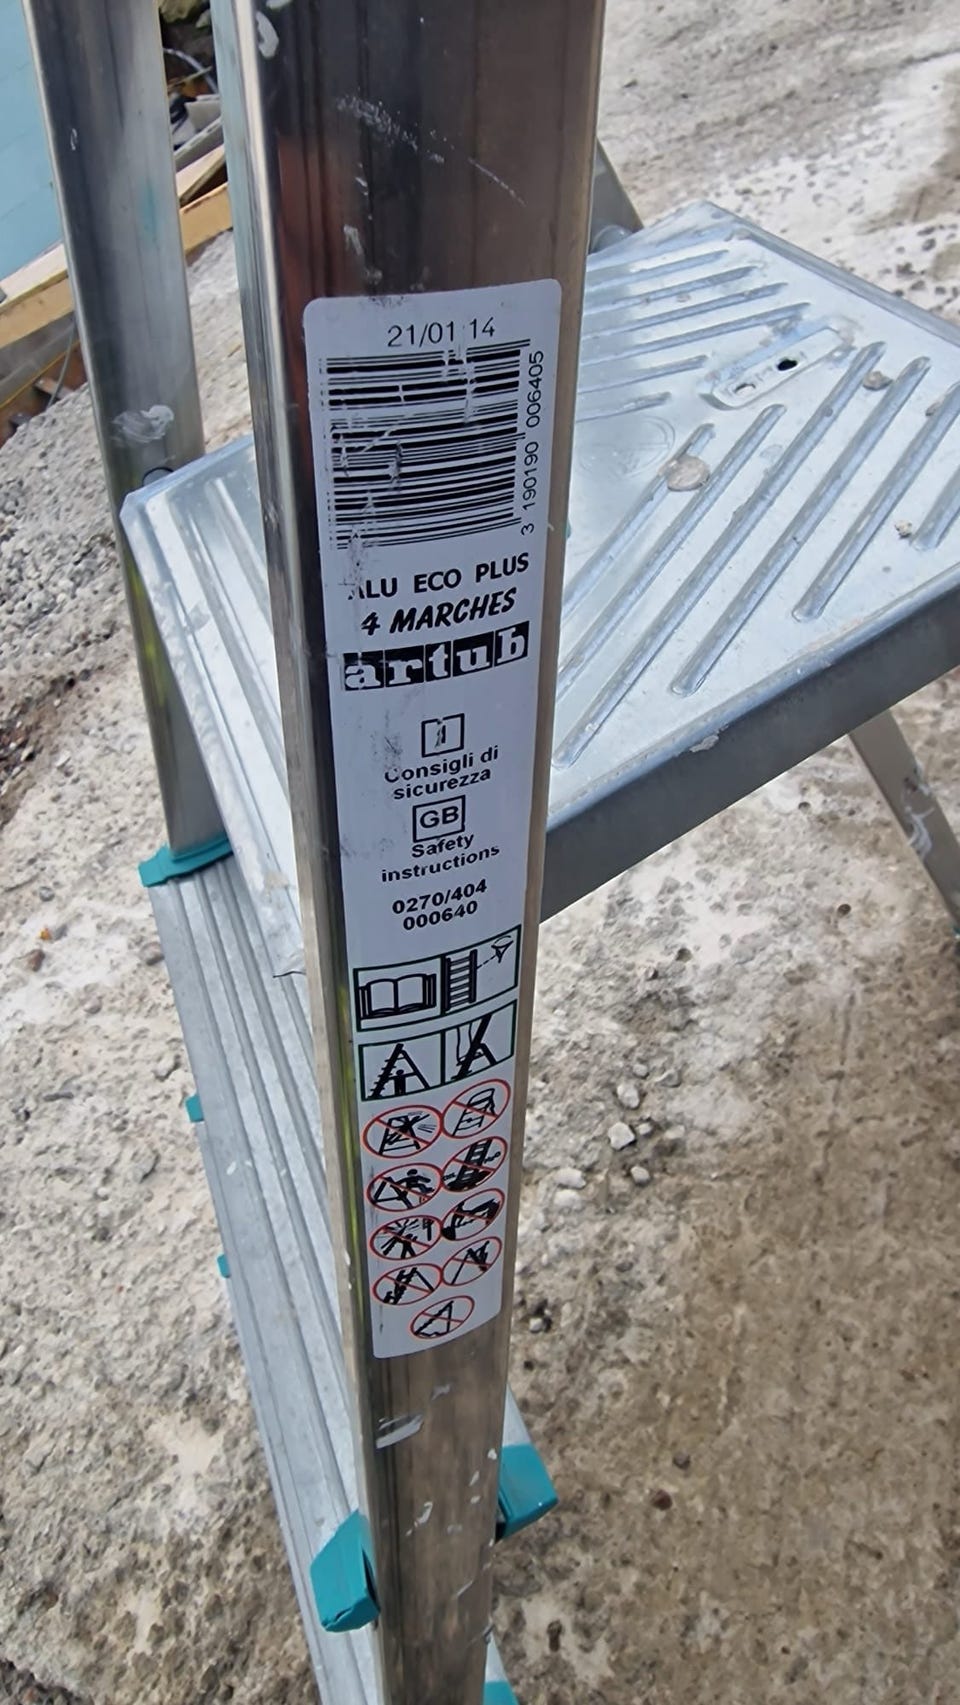 21/01 14
3 190190 006405
ALU ECO PLUS
4 MARCHES
artub
I
Consigli di
sicurezza
GB
Safety
instructions
0270/404
000640